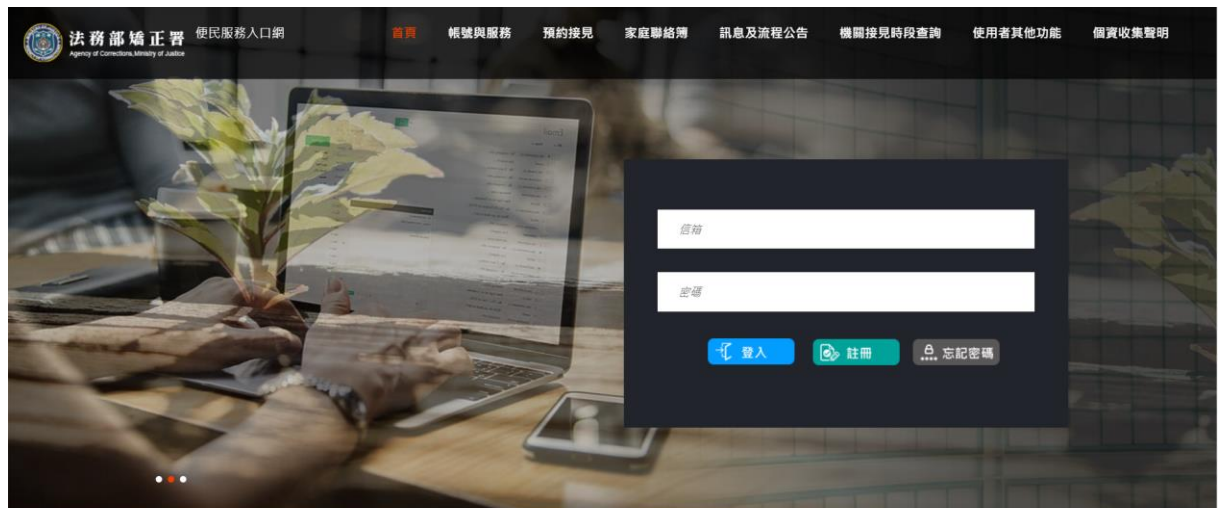 法務部矯正署 便民服務入口網
Agency of Corrections,Ministry of Justice
首頁 帳號與服務 預約接見 家庭聯絡簿 訊息及流程公告 機關接見時段查詢 使用者其他功能 個資收集聲明
信箱
密碼
登入 註冊 忘記密碼